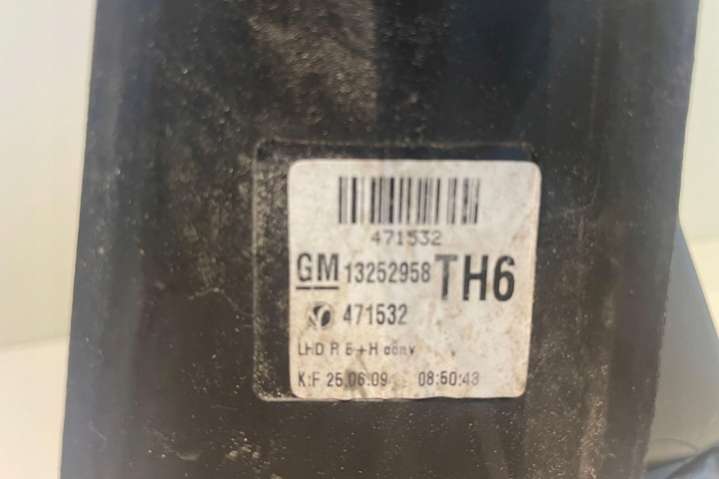 471532
GM 13252958 TH6
471532
LHD R E+H conv
K:F 25.06.09 08:50:43